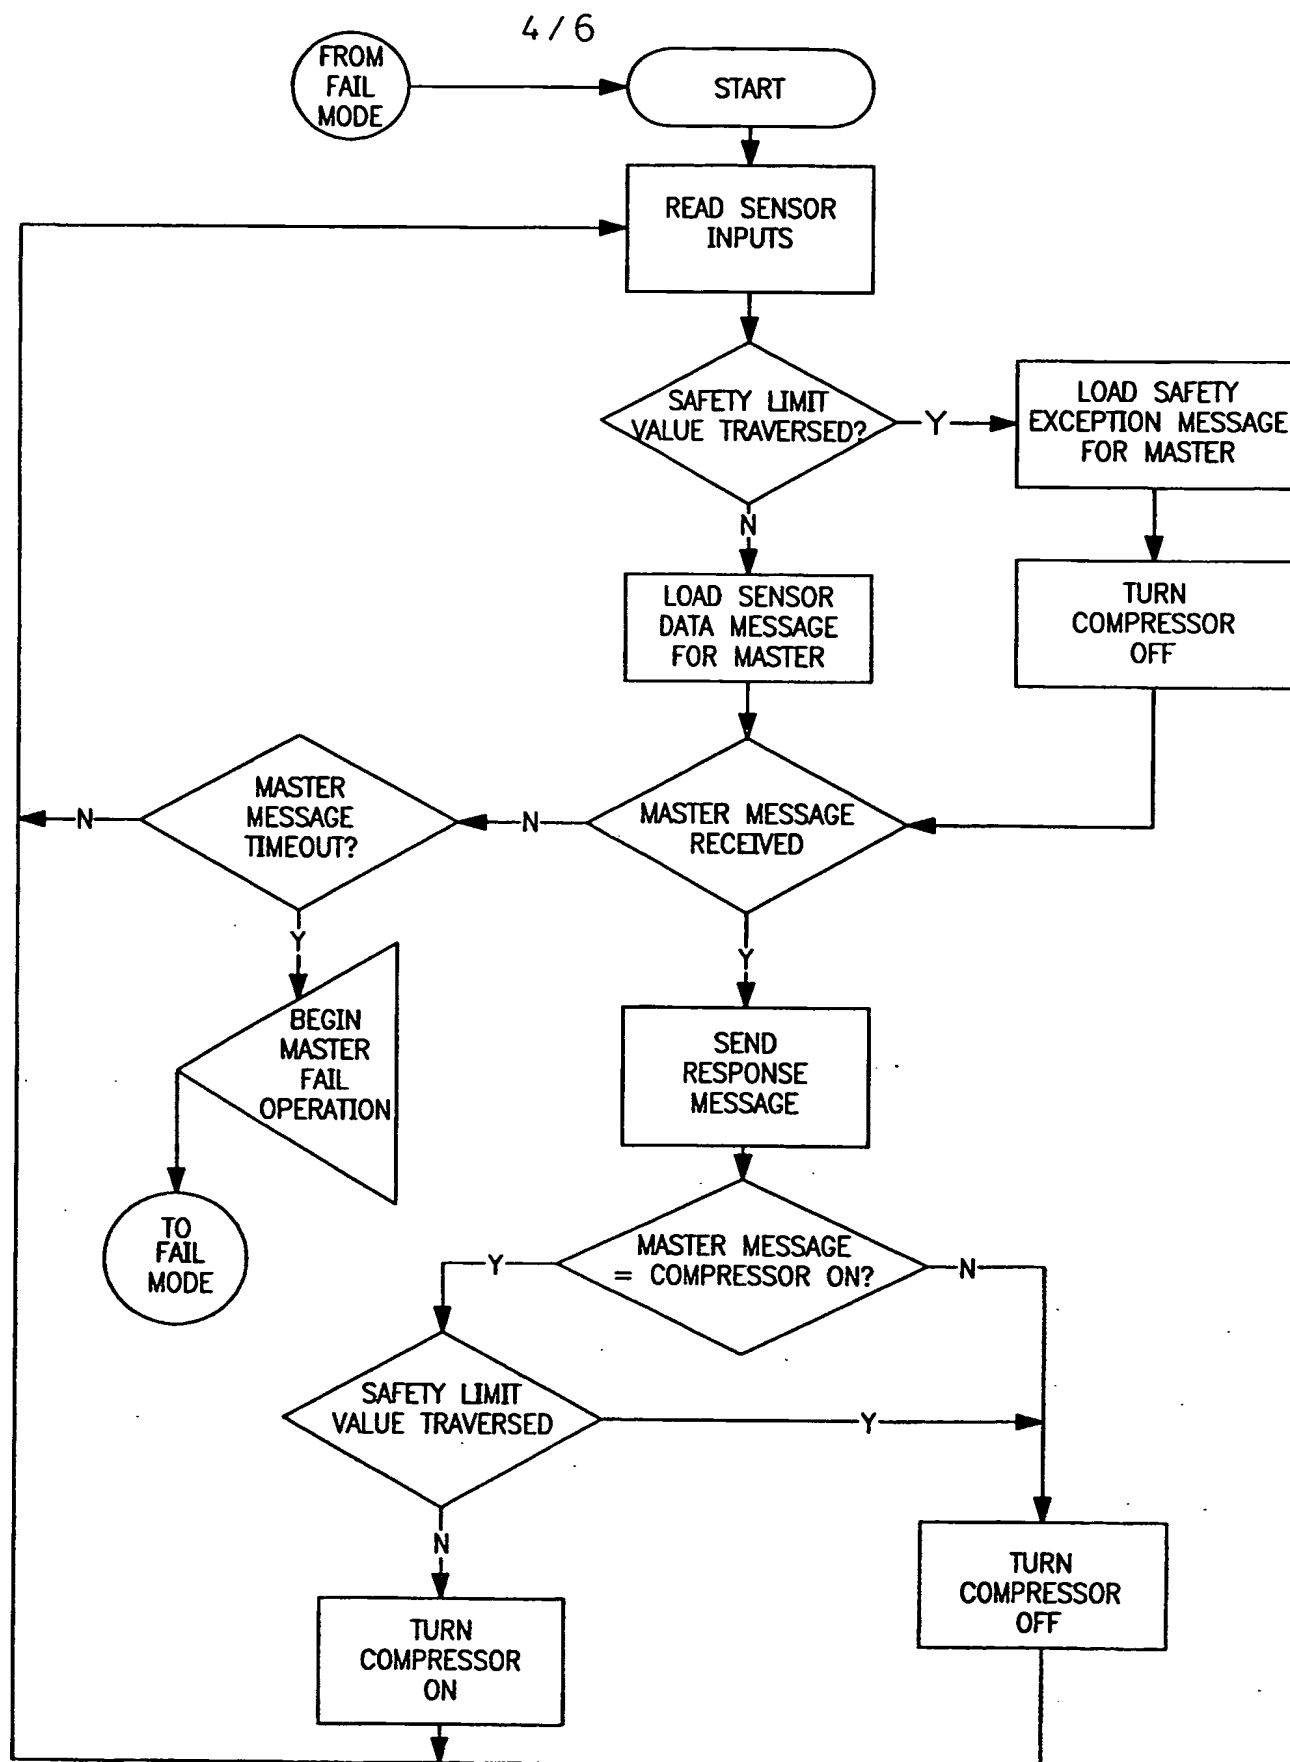 4/6
FROM
FAIL
MODE
START
READ SENSOR
INPUTS
SAFETY LIMIT
VALUE TRAVERSED?
Y
LOAD SAFETY
EXCEPTION MESSAGE
FOR MASTER
N
LOAD SENSOR
DATA MESSAGE
FOR MASTER
TURN
COMPRESSOR
OFF
MASTER
MESSAGE
TIMEOUT?
N
N
MASTER MESSAGE
RECEIVED
Y
Y
BEGIN
MASTER
FAIL
OPERATION
SEND
RESPONSE
MESSAGE
TO
FAIL
MODE
Y
MASTER MESSAGE
= COMPRESSOR ON?
N
SAFETY LIMIT
VALUE TRAVERSED
Y
N
TURN
COMPRESSOR
ON
TURN
COMPRESSOR
OFF